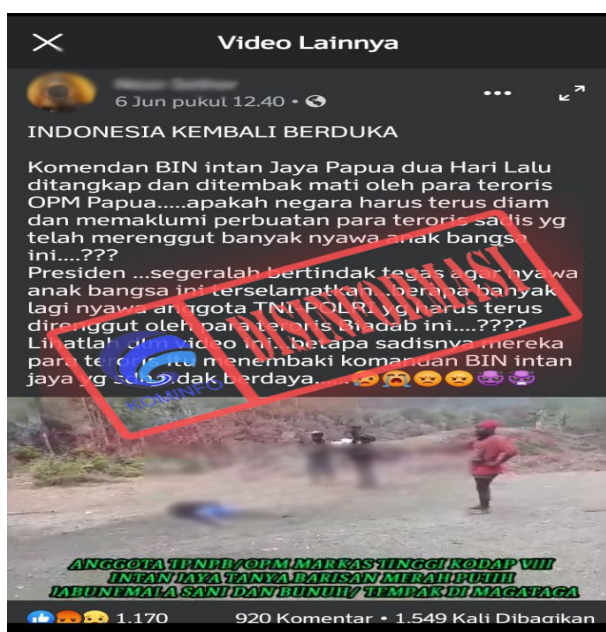 Video Lainnya
6 Jun pukul 12.40
INDONESIA KEMBALI BERDUKA
Komendan BIN intan Jaya Papua dua Hari Lalu
ditangkap dan ditembak mati oleh para teroris
OPM Papua.....apakah negara harus terus diam
dan memaklumi perbuatan para teroris sadis yg
telah merenggut banyak nyawa anak bangsa
ini....???
Presiden ...segeralah bertindak tegas agar nyawa
anak bangsa ini terselamatkan..berapa banyak
lagi nyawa anggota TNI-POLRI yg harus terus
direnggut oleh para teroris Biadab ini....????
Lihatlah dlm video ini.. betapa sadisnya mereka
para teroris itu menembaki komandan BIN intan
jaya yg dak berdaya......
DISINFORMASI
KOMINFO
ANGGOTA TPNPB/OPM MARKAS TINGGI KODAP VIII
INTAN JAYA TANYA BARISAN MERAH PUTIH
JABUNEMALA SANI DAN BUNUH/ TEMPAK DI MAGATAGA
1.170 920 Komentar • 1.549 Kali Dibagikan